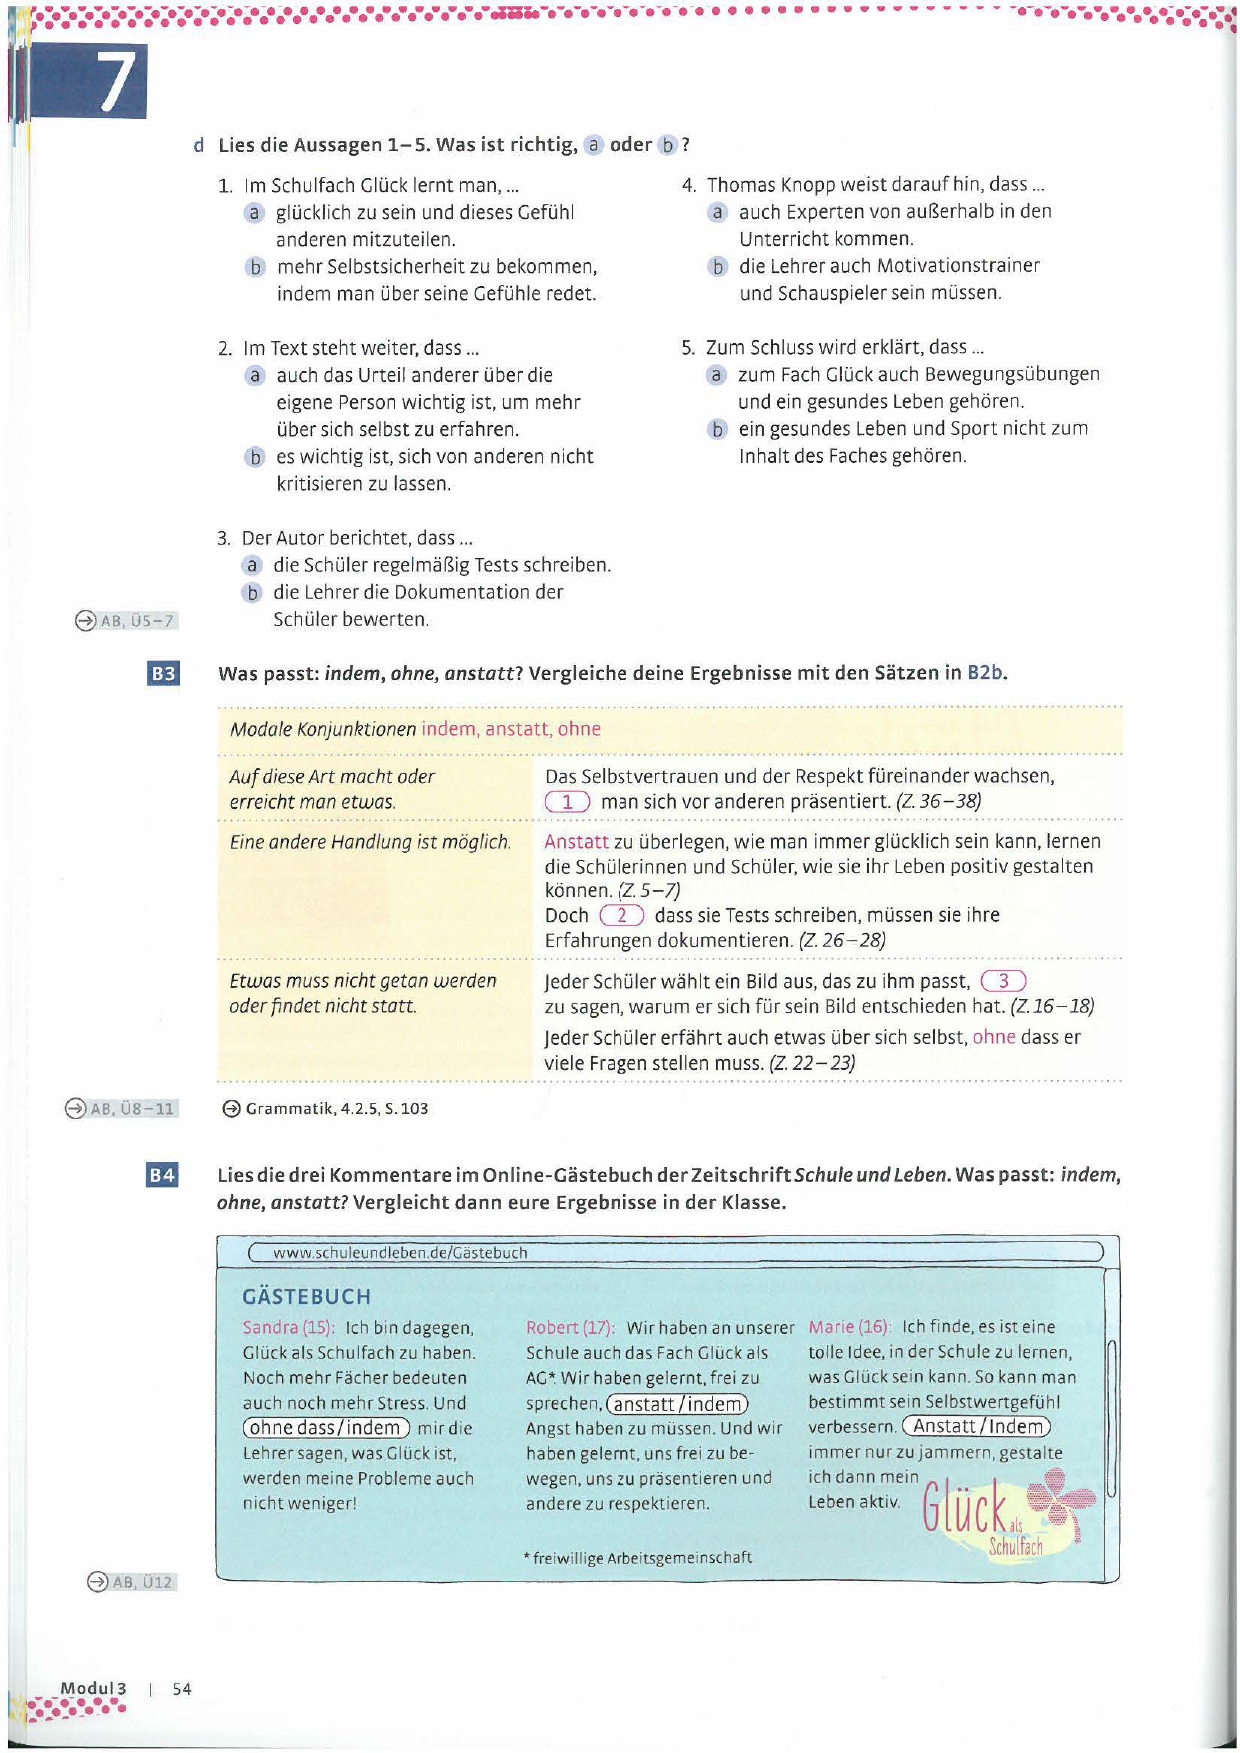 7
d Lies die Aussagen 1–5. Was ist richtig, a oder b ?
1. Im Schulfach Glück lernt man, ...
a glücklich zu sein und dieses Gefühl
anderen mitzuteilen.
b mehr Selbstsicherheit zu bekommen,
indem man über seine Gefühle redet.
2. Im Text steht weiter, dass ...
a auch das Urteil anderer über die
eigene Person wichtig ist, um mehr
über sich selbst zu erfahren.
b es wichtig ist, sich von anderen nicht
kritisieren zu lassen.
3. Der Autor berichtet, dass ...
a die Schüler regelmäßig Tests schreiben.
b die Lehrer die Dokumentation der
Schüler bewerten.
4. Thomas Knopp weist darauf hin, dass ...
a auch Experten von außerhalb in den
Unterricht kommen.
b die Lehrer auch Motivationstrainer
und Schauspieler sein müssen.
5. Zum Schluss wird erklärt, dass ...
a zum Fach Glück auch Bewegungsübungen
und ein gesundes Leben gehören.
b ein gesundes Leben und Sport nicht zum
Inhalt des Faches gehören.
AB, Ü5–7
B3 Was passt: indem, ohne, anstatt? Vergleiche deine Ergebnisse mit den Sätzen in B2b.
Modale Konjunktionen indem, anstatt, ohne
Auf diese Art macht oder
erreicht man etwas.
Das Selbstvertrauen und der Respekt füreinander wachsen,
1 man sich vor anderen präsentiert. (Z. 36–38)
Eine andere Handlung ist möglich.
Anstatt zu überlegen, wie man immer glücklich sein kann, lernen
die Schülerinnen und Schüler, wie sie ihr Leben positiv gestalten
können. (Z. 5–7)
Doch 2 dass sie Tests schreiben, müssen sie ihre
Erfahrungen dokumentieren. (Z. 26–28)
Etwas muss nicht getan werden
oder findet nicht statt.
Jeder Schüler wählt ein Bild aus, das zu ihm passt, 3
zu sagen, warum er sich für sein Bild entschieden hat. (Z. 16–18)
Jeder Schüler erfährt auch etwas über sich selbst, ohne dass er
viele Fragen stellen muss. (Z. 22–23)
AB, Ü8–11
Grammatik, 4.2.5, S. 103
B4 Lies die drei Kommentare im Online-Gästebuch der Zeitschrift Schule und Leben. Was passt: indem,
ohne, anstatt? Vergleicht dann eure Ergebnisse in der Klasse.
www.schuleundleben.de/Gästebuch
GÄSTEBUCH
Sandra (15): Ich bin dagegen,
Glück als Schulfach zu haben.
Noch mehr Fächer bedeuten
auch noch mehr Stress. Und
ohne dass / indem mir die
Lehrer sagen, was Glück ist,
werden meine Probleme auch
nicht weniger!
Robert (17): Wir haben an unserer
Schule auch das Fach Glück als
AG*. Wir haben gelernt, frei zu
sprechen, anstatt / indem
Angst haben zu müssen. Und wir
haben gelernt, uns frei zu be-
wegen, uns zu präsentieren und
andere zu respektieren.
* freiwillige Arbeitsgemeinschaft
Marie (16): Ich finde, es ist eine
tolle Idee, in der Schule zu lernen,
was Glück sein kann. So kann man
bestimmt sein Selbstwertgefühl
verbessern. Anstatt / Indem
immer nur zu jammern, gestalte
ich dann mein
Leben aktiv.
Glück als
Schulfach
AB, Ü12
Modul 3 | 54